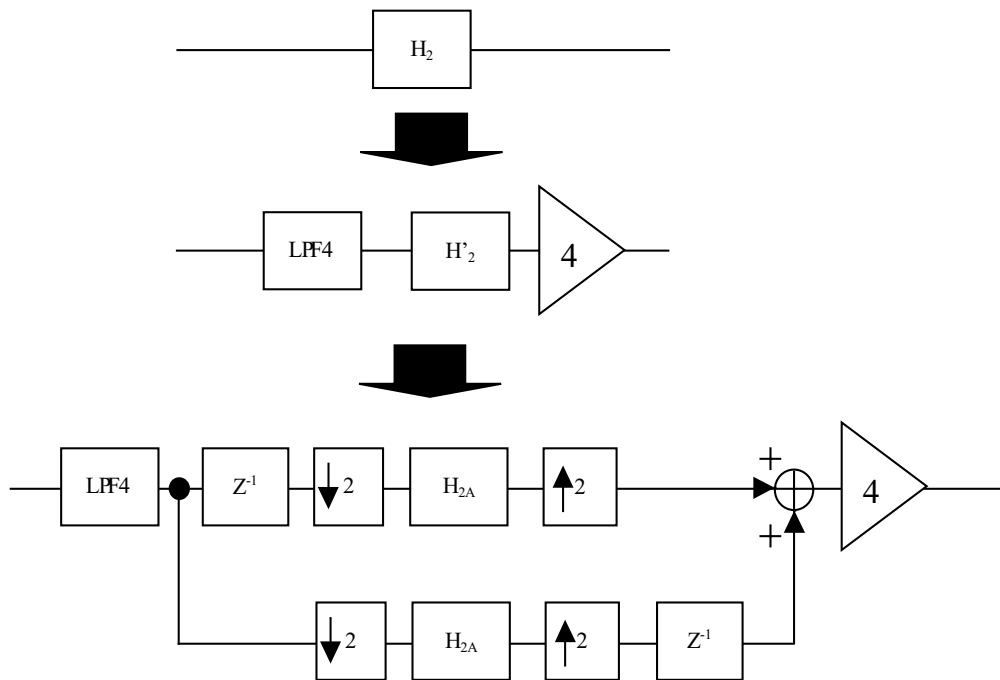 H₂
LPF4 H’₂ 4
LPF4 Z⁻¹ 2 H₂A 2 + 4
+
2 H₂A 2 Z⁻¹